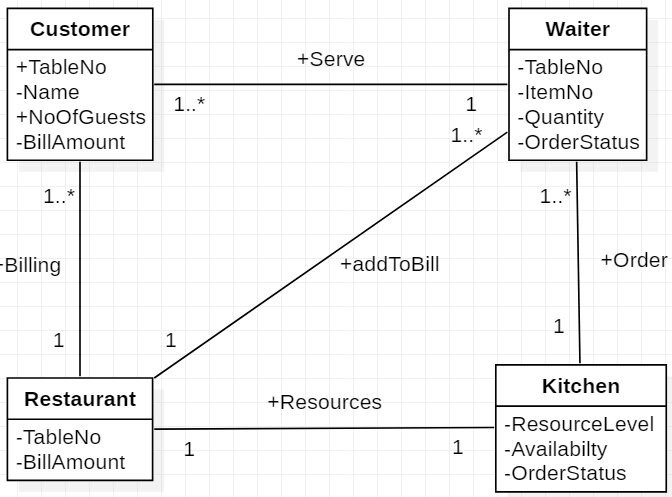 Customer
+TableNo
-Name
+NoOfGuests
-BillAmount
+Serve
1..*
1
Waiter
-TableNo
-ItemNo
-Quantity
-OrderStatus
1..*
1..*
1..*
+Billing
+addToBill
+Order
1
1
1
Restaurant
-TableNo
-BillAmount
+Resources
1
1
Kitchen
-ResourceLevel
-Availabilty
-OrderStatus